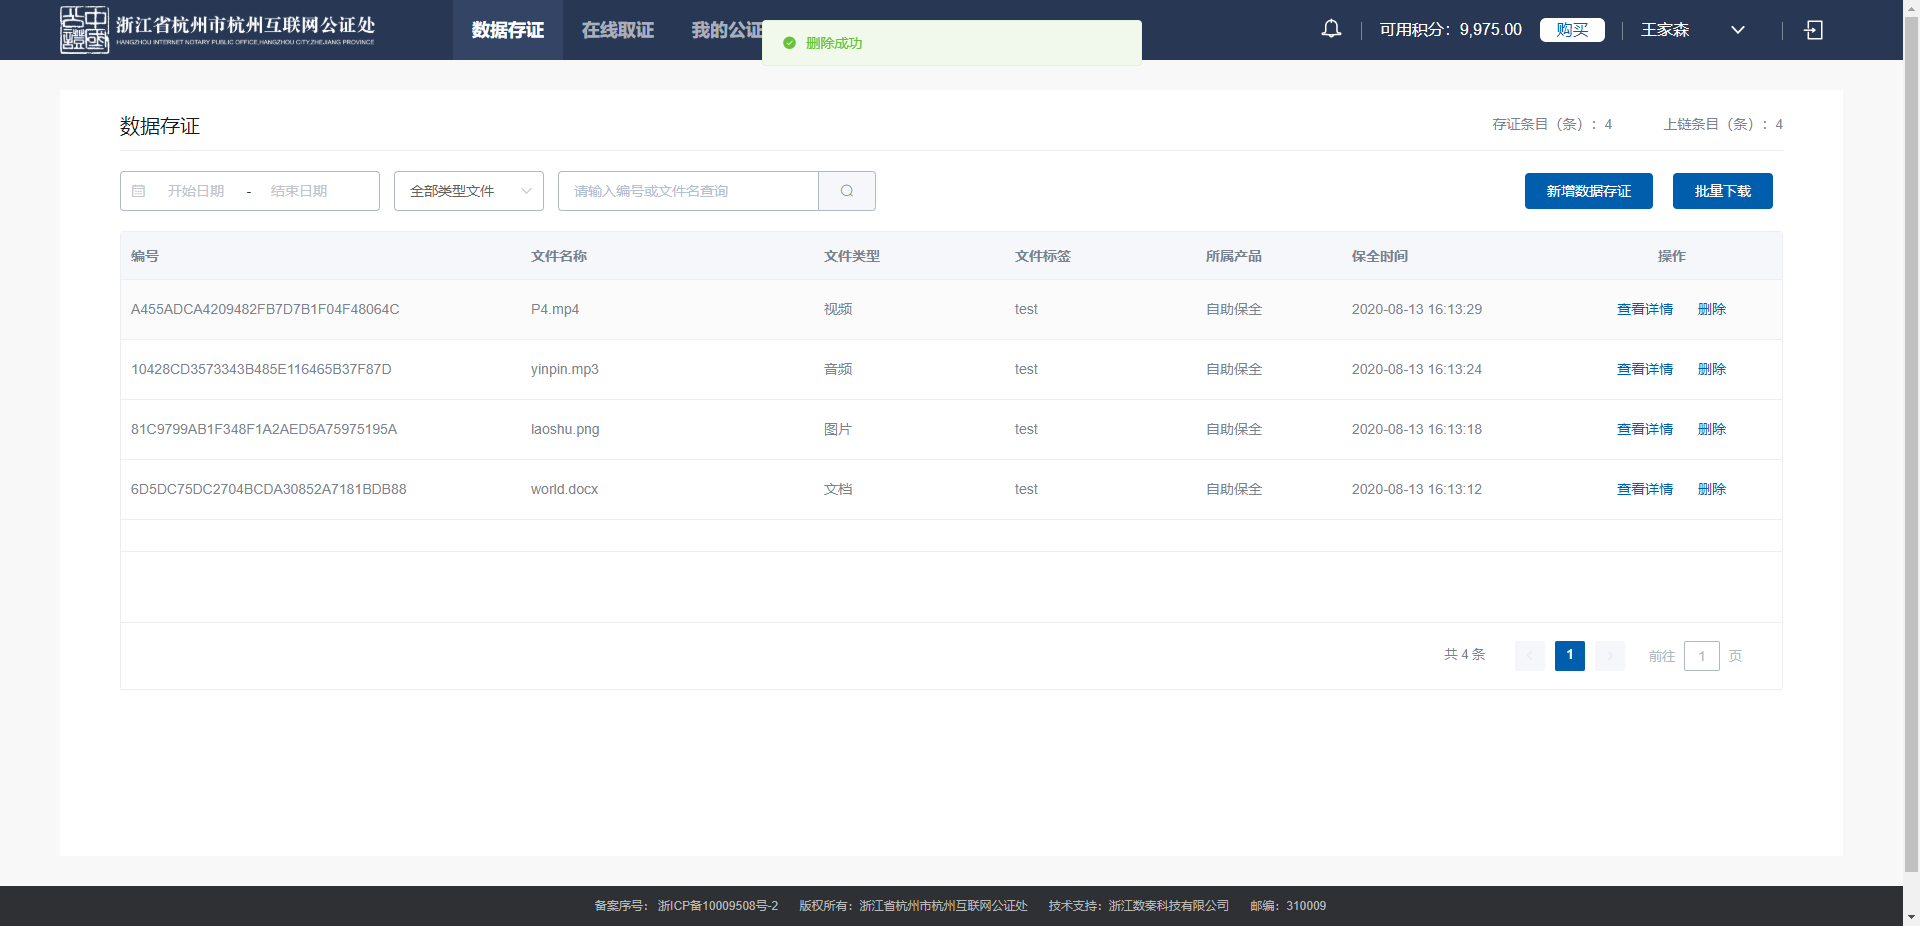 浙江省杭州市杭州互联网公证处
HANGZHOU INTERNET NOTARY PUBLIC OFFICE,HANGZHOU CITY,ZHEJIANG PROVINCE
数据存证 在线取证 我的公证
删除成功
可用积分：9,975.00 购买 王家森
数据存证 存证条目（条）：4 上链条目（条）：4
开始日期 - 结束日期 全部类型文件 请输入编号或文件名查询 新增数据存证 批量下载
编号 文件名称 文件类型 文件标签 所属产品 保全时间 操作
A455ADCA4209482FB7D7B1F04F48064C P4.mp4 视频 test 自助保全 2020-08-13 16:13:29 查看详情 删除
10428CD3573343B485E116465B37F87D yinpin.mp3 音频 test 自助保全 2020-08-13 16:13:24 查看详情 删除
81C9799AB1F348F1A2AED5A75975195A laoshu.png 图片 test 自助保全 2020-08-13 16:13:18 查看详情 删除
6D5DC75DC2704BCDA30852A7181BDB88 world.docx 文档 test 自助保全 2020-08-13 16:13:12 查看详情 删除
共 4 条 1 前往 1 页
备案序号：浙ICP备10009508号-2 版权所有：浙江省杭州市杭州互联网公证处 技术支持：浙江数秦科技有限公司 邮编：310009